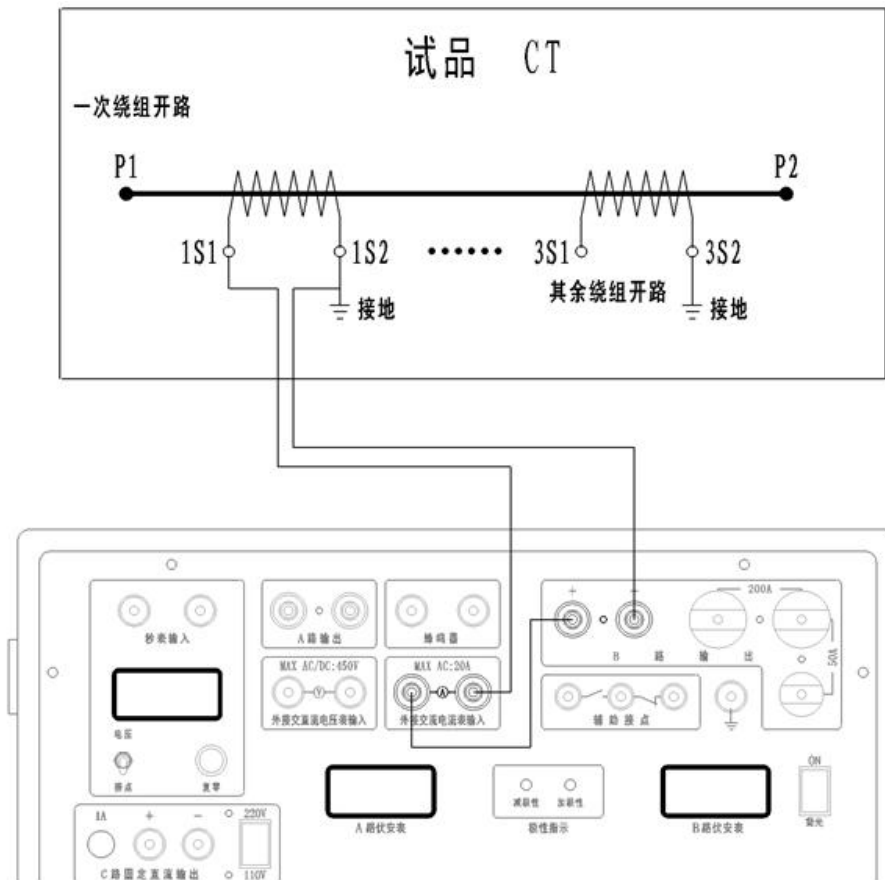 试品 CT
一次绕组开路
P1
P2
1S1
1S2
······
3S1
3S2
其余绕组开路
接地
接地
+
-
200A
秒表输入
A路输出
蜂鸣器
B 路 输 出
50A
MAX AC/DC:450V
MAX AC:20A
V
A
外接交直流电压表输入
外接交流电流表输入
辅助接点
电压
接点
复零
ON
减极性
加极性
A路伏安表
极性指示
B路伏安表
1A
+
-
220V
C路固定直流输出
110V